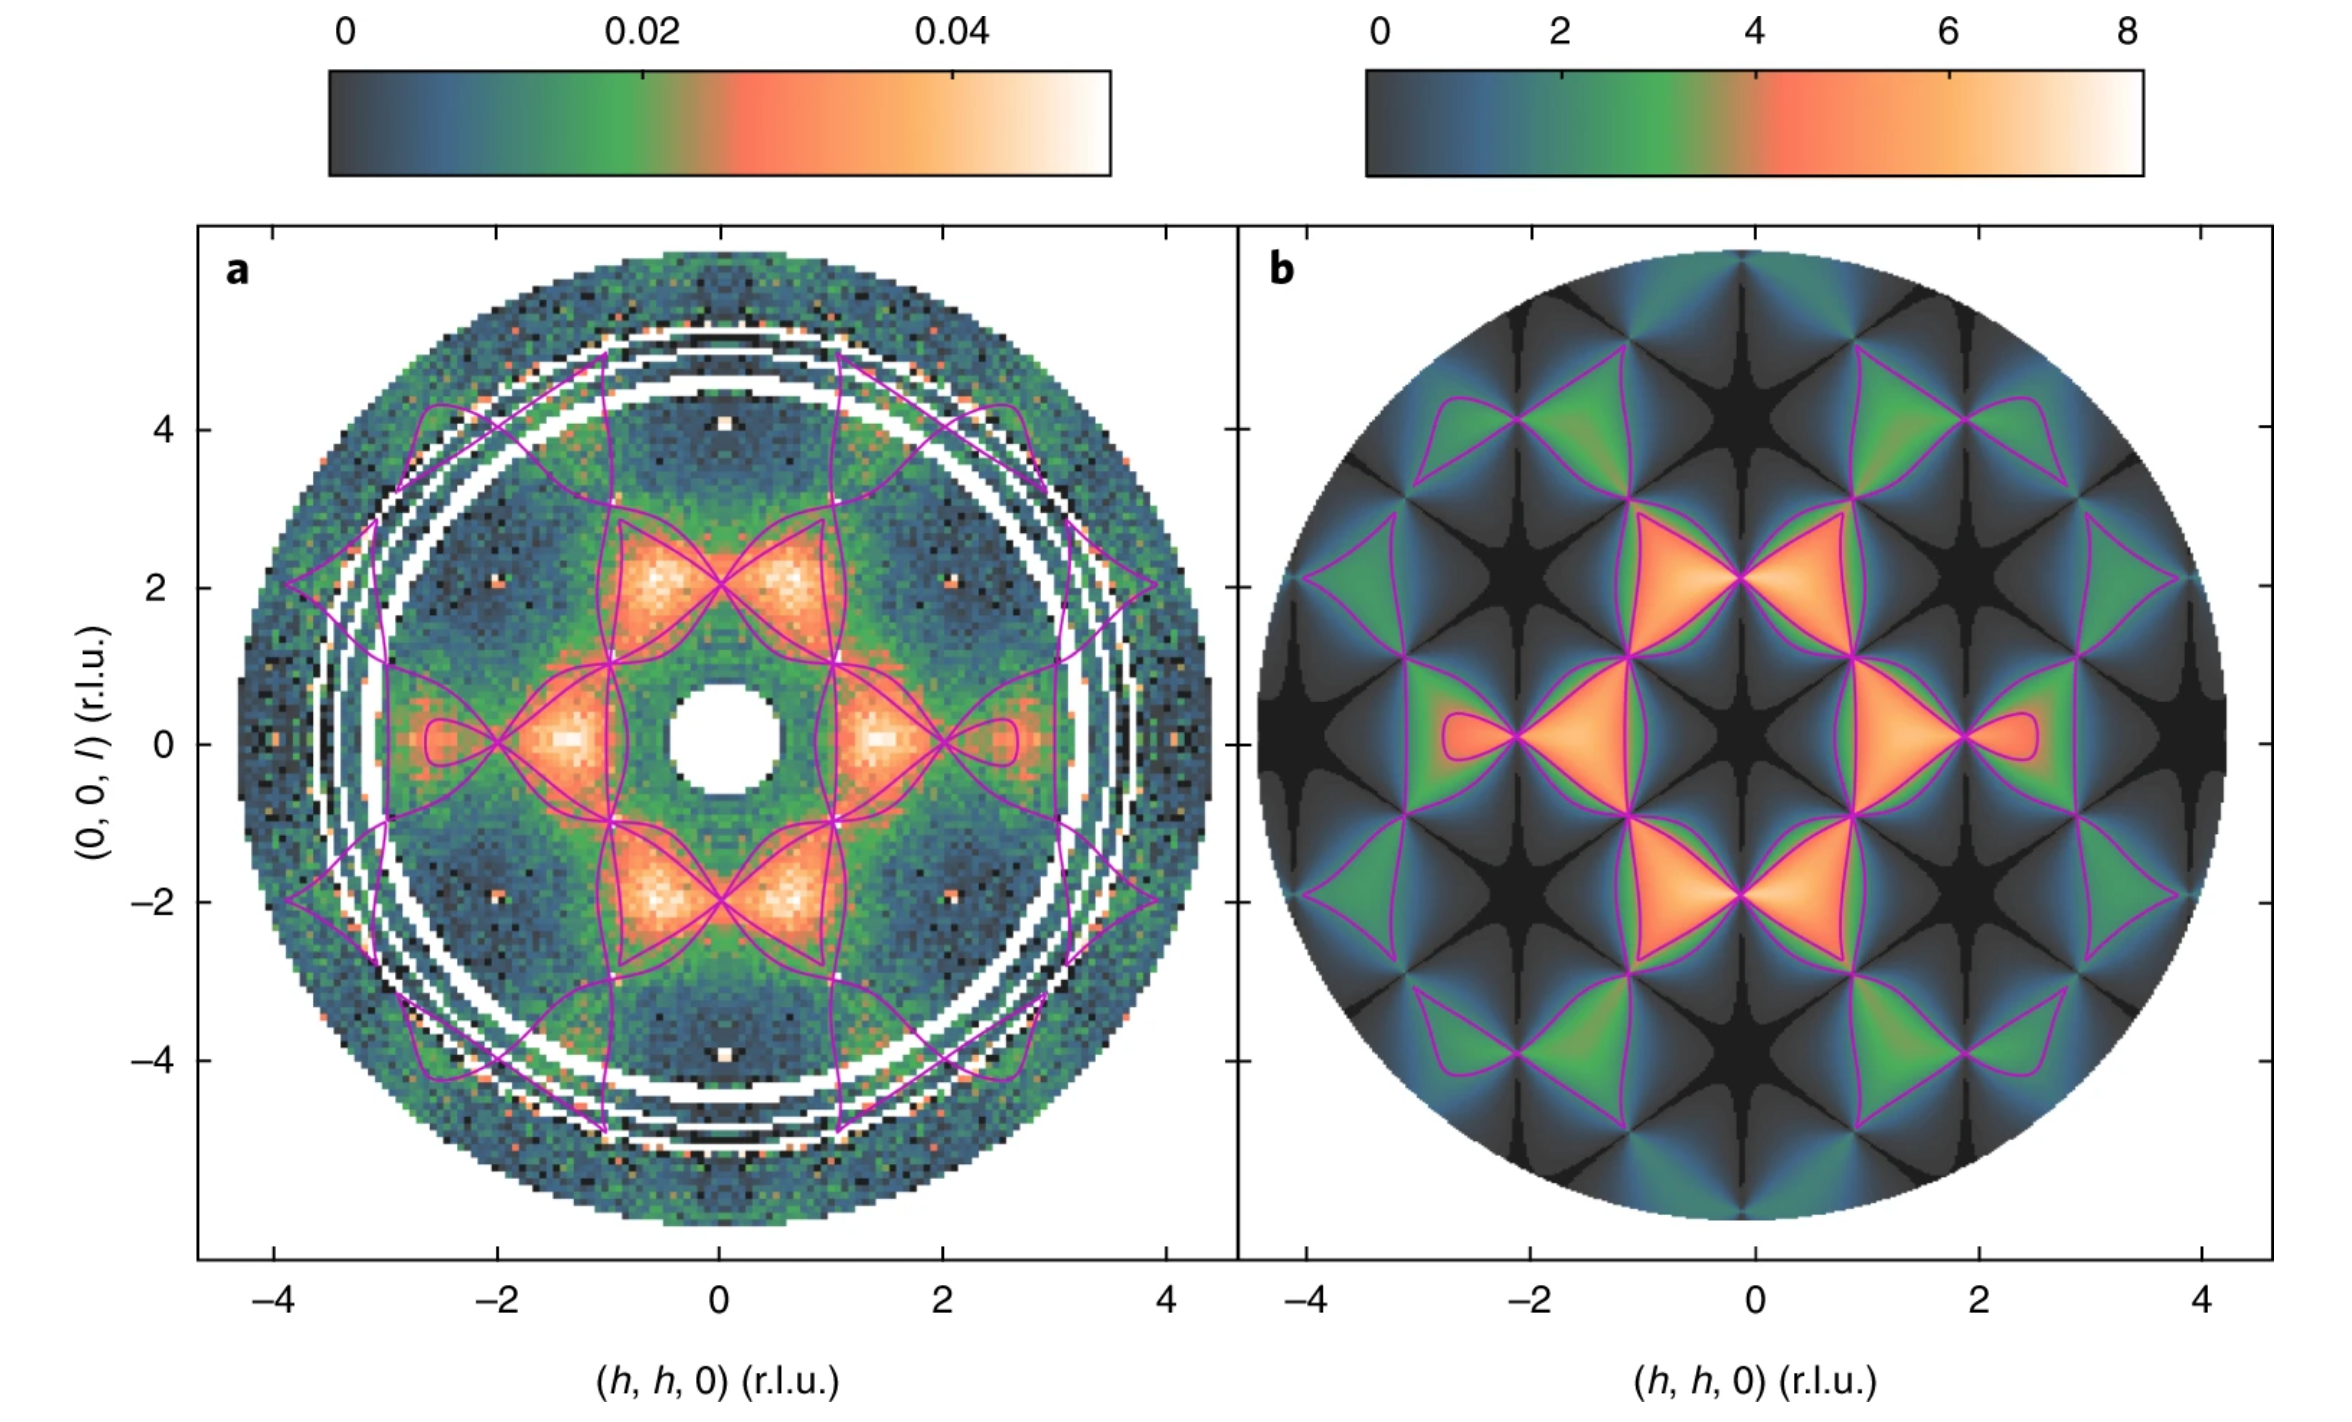 0 0.02 0.04
0 2 4 6 8
a b
4
2
0
–2
–4
(0, 0, l) (r.l.u.)
–4 –2 0 2 4 –4 –2 0 2 4
(h, h, 0) (r.l.u.) (h, h, 0) (r.l.u.)